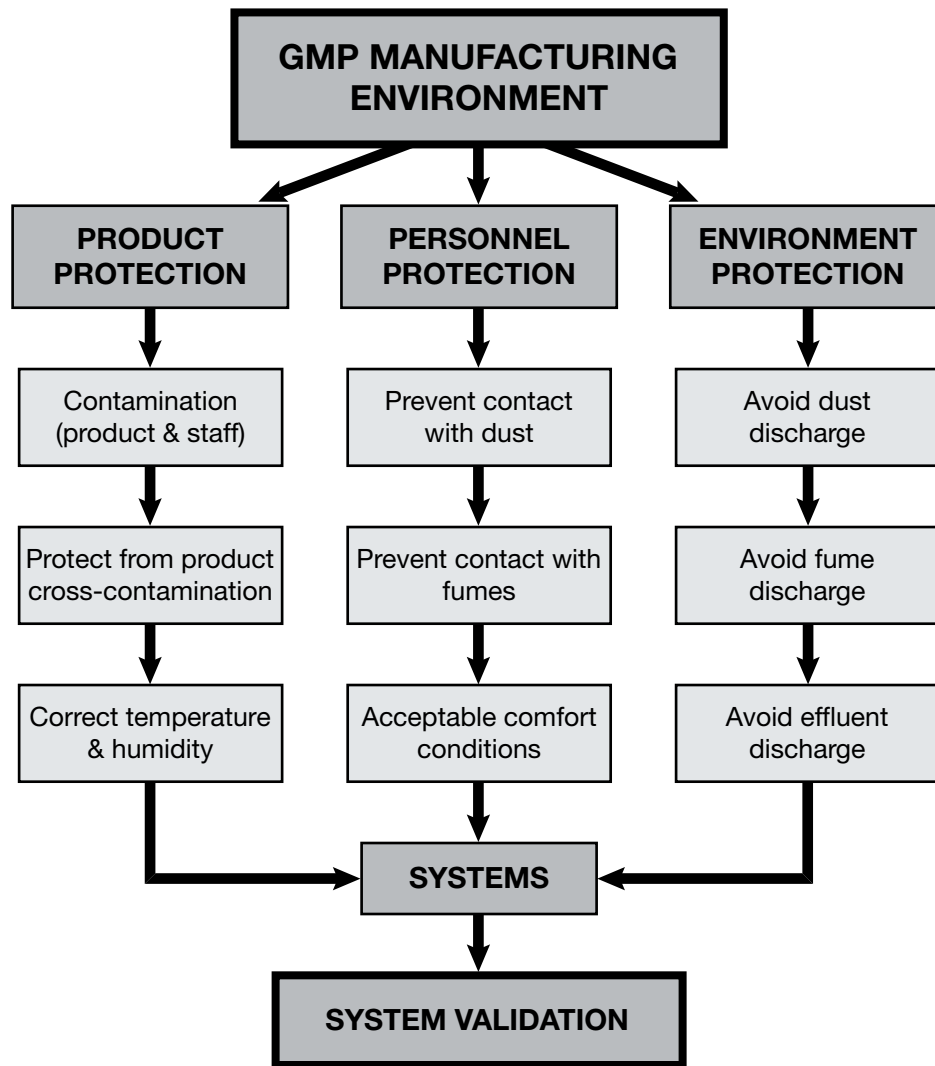 GMP MANUFACTURING
ENVIRONMENT
PRODUCT
PROTECTION
PERSONNEL
PROTECTION
ENVIRONMENT
PROTECTION
Contamination
(product & staff)
Prevent contact
with dust
Avoid dust
discharge
Protect from product
cross-contamination
Prevent contact with
fumes
Avoid fume
discharge
Correct temperature
& humidity
Acceptable comfort
conditions
Avoid effluent
discharge
SYSTEMS
SYSTEM VALIDATION